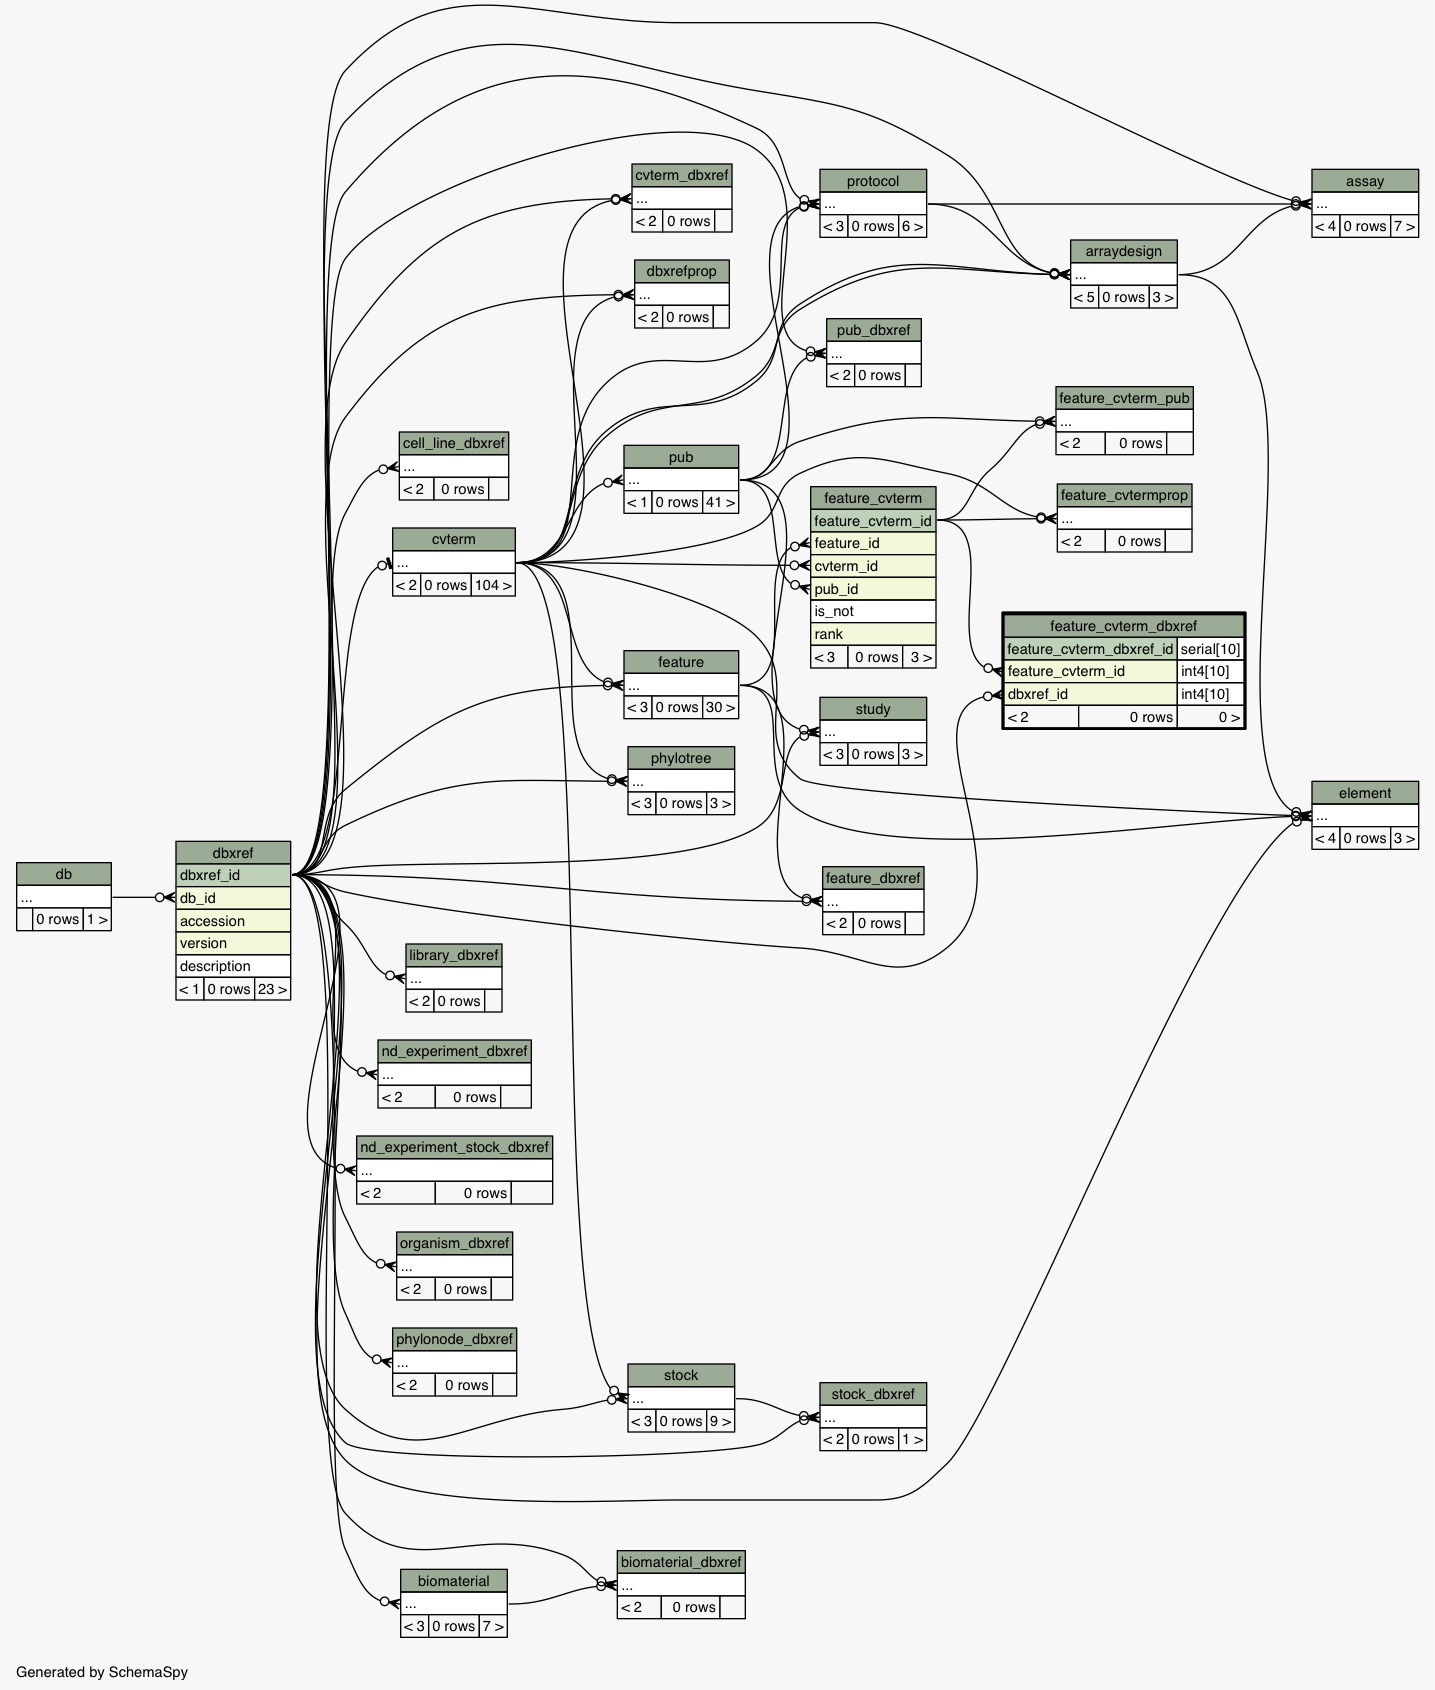 cvterm_dbxref
...
< 2 0 rows
protocol
...
< 3 0 rows 6 >
assay
...
< 4 0 rows 7 >
arraydesign
...
< 5 0 rows 3 >
dbxrefprop
...
< 2 0 rows
pub_dbxref
...
< 2 0 rows
feature_cvterm_pub
...
< 2 0 rows
cell_line_dbxref
...
< 2 0 rows
pub
...
< 1 0 rows 41 >
feature_cvterm
feature_cvterm_id
feature_id
cvterm_id
pub_id
is_not
rank
< 3 0 rows 3 >
feature_cvtermprop
...
< 2 0 rows
cvterm
...
< 2 0 rows 104 >
feature_cvterm_dbxref
feature_cvterm_dbxref_id serial[10]
feature_cvterm_id int4[10]
dbxref_id int4[10]
< 2 0 rows 0 >
feature
...
< 3 0 rows 30 >
study
...
< 3 0 rows 3 >
phylotree
...
< 3 0 rows 3 >
element
...
< 4 0 rows 3 >
db
...
0 rows 1 >
dbxref
dbxref_id
db_id
accession
version
description
< 1 0 rows 23 >
feature_dbxref
...
< 2 0 rows
library_dbxref
...
< 2 0 rows
nd_experiment_dbxref
...
< 2 0 rows
nd_experiment_stock_dbxref
...
< 2 0 rows
organism_dbxref
...
< 2 0 rows
phylonode_dbxref
...
< 2 0 rows
stock
...
< 3 0 rows 9 >
stock_dbxref
...
< 2 0 rows 1 >
biomaterial_dbxref
...
< 2 0 rows
biomaterial
...
< 3 0 rows 7 >
Generated by SchemaSpy